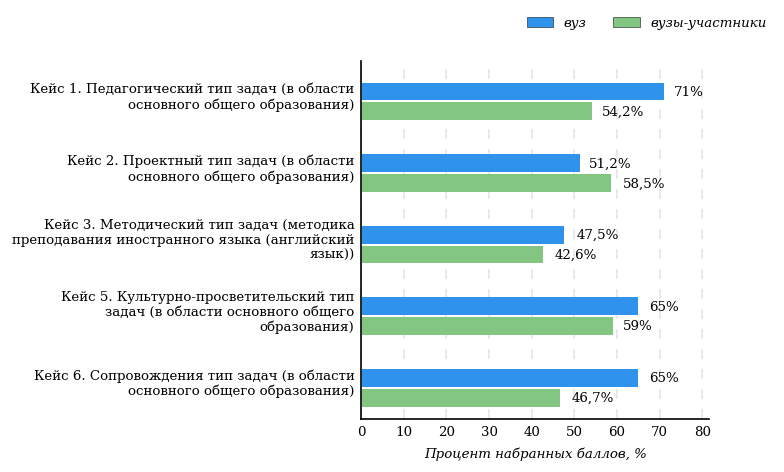 вуз вузы-участники
Кейс 1. Педагогический тип задач (в области
основного общего образования)
71%
54,2%
Кейс 2. Проектный тип задач (в области
основного общего образования)
51,2%
58,5%
Кейс 3. Методический тип задач (методика
преподавания иностранного языка (английский
язык))
47,5%
42,6%
Кейс 5. Культурно-просветительский тип
задач (в области основного общего
образования)
65%
59%
Кейс 6. Сопровождения тип задач (в области
основного общего образования)
65%
46,7%
0 10 20 30 40 50 60 70 80
Процент набранных баллов, %